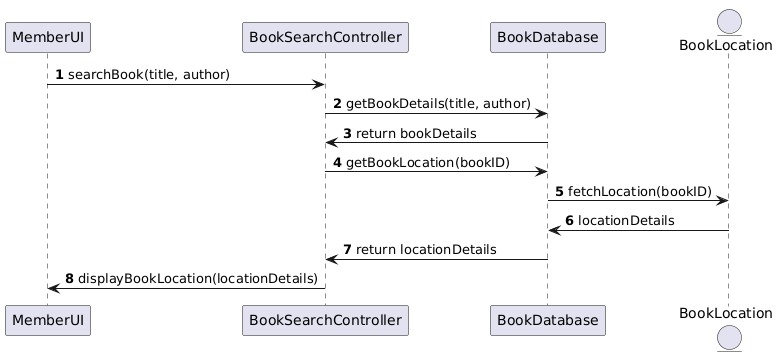 MemberUI
BookSearchController
BookDatabase
BookLocation
1 searchBook(title, author)
2 getBookDetails(title, author)
3 return bookDetails
4 getBookLocation(bookID)
5 fetchLocation(bookID)
6 locationDetails
7 return locationDetails
8 displayBookLocation(locationDetails)
MemberUI
BookSearchController
BookDatabase
BookLocation